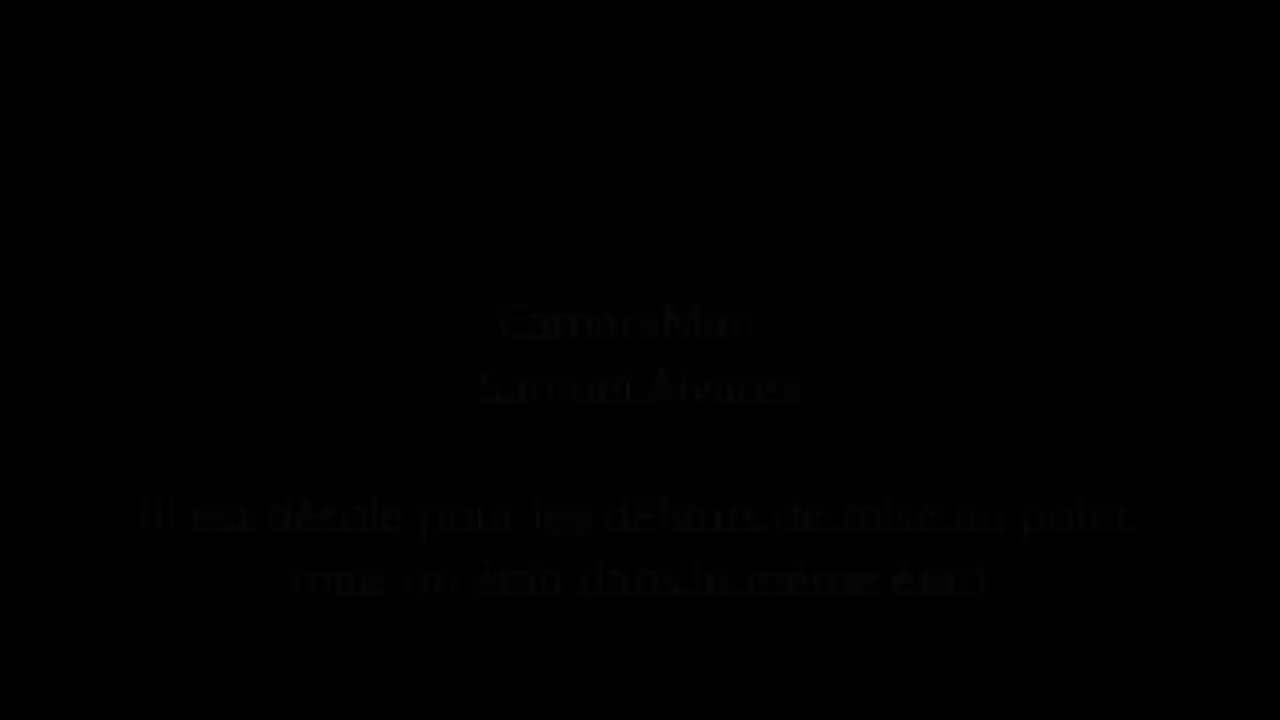 CameraMan
Samuel Alvarez
(Il est désolé pour les défauts de mise au point
mais on était dans le même état)